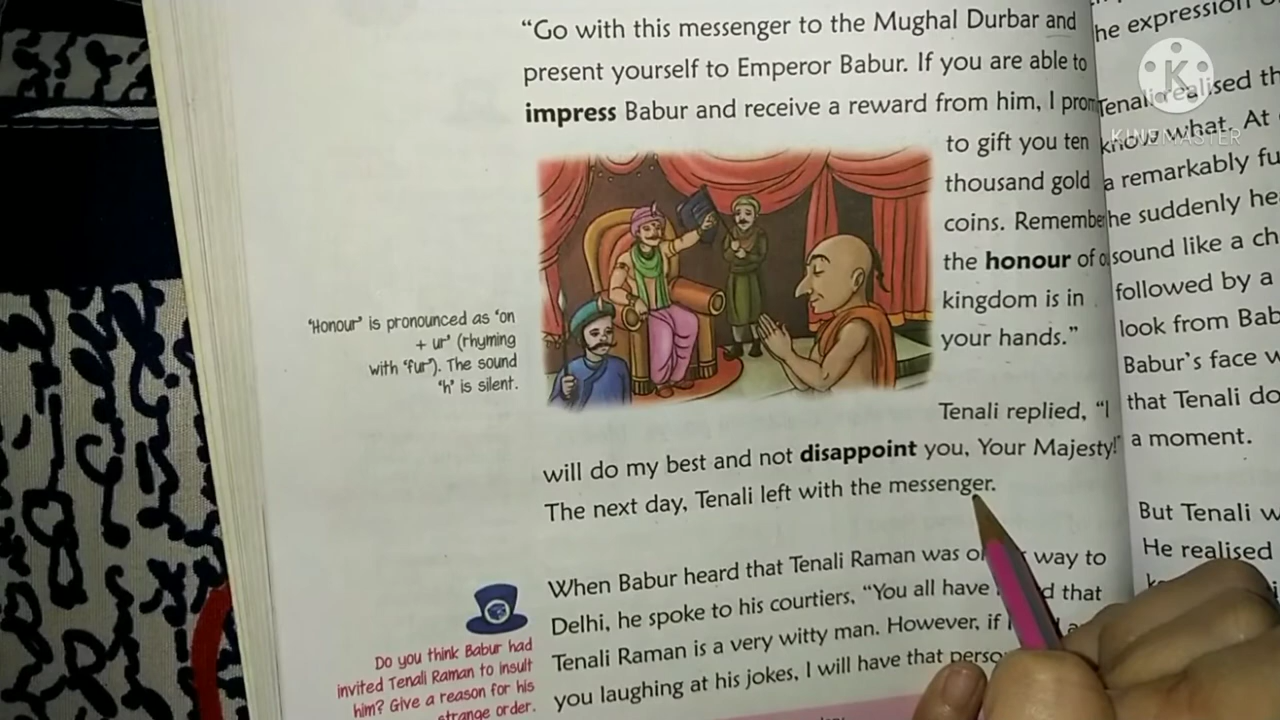 "Go with this messenger to the Mughal Durbar and
present yourself to Emperor Babur. If you are able to
impress Babur and receive a reward from him, I
to gift you ten
thousand gold
coins. Remember
the honour of
kingdom is in
your hands."
'Honour' is pronounced as 'on
+ ur' (rhyming
with 'fur'). The sound
'h' is silent.
Tenali replied, "I
will do my best and not disappoint you, Your Majesty!"
The next day, Tenali left with the messenger.
When Babur heard that Tenali Raman was way to
Delhi, he spoke to his courtiers, "You all have that
Tenali Raman is a very witty man. However, if
you laughing at his jokes, I will have that
Do you think Babur had
invited Tenali Raman to insult
him? Give a reason for his
strange order.
he expression
Tenali realised
know what. At
a remarkably
he suddenly
sound like a
followed by a
look from
Babur's face
that Tenali
a moment.
But Tenali
He realised
K
KINEMASTER